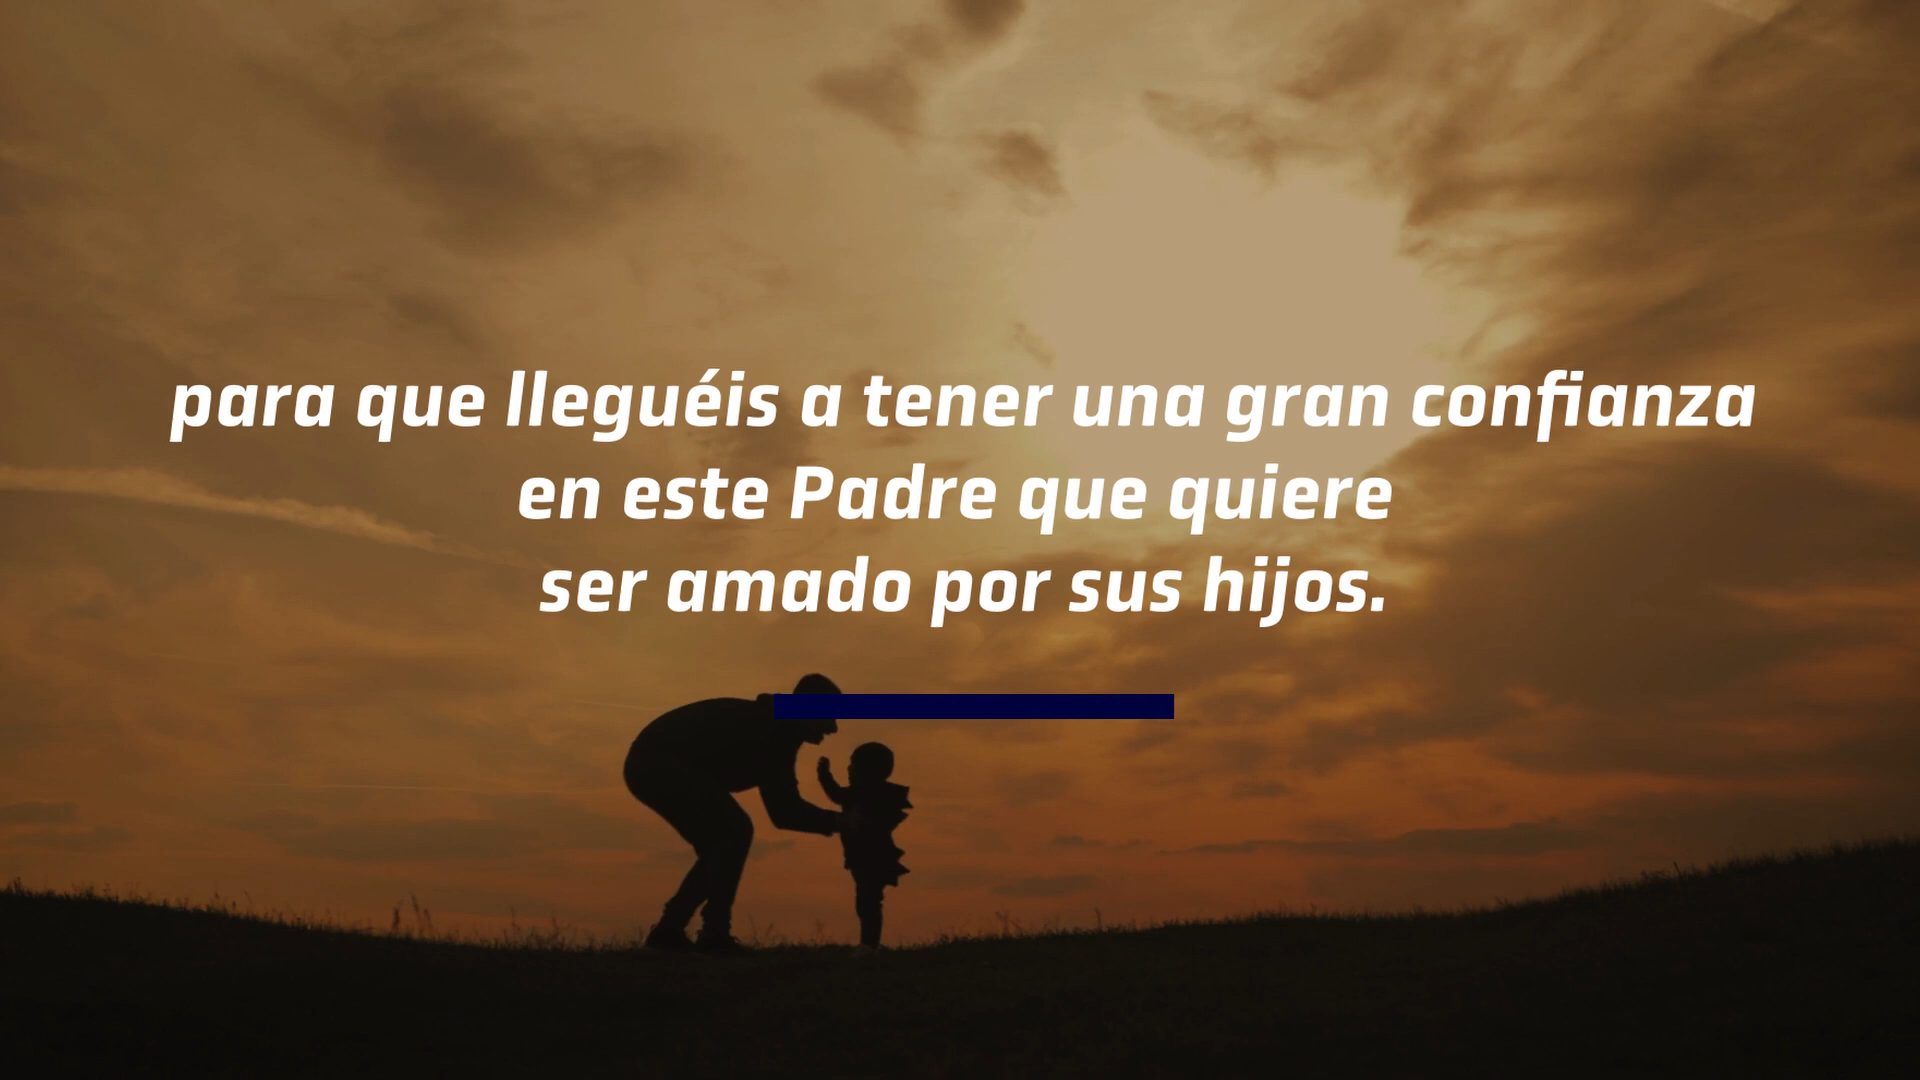 para que lleguéis a tener una gran confianza
en este Padre que quiere
ser amado por sus hijos.